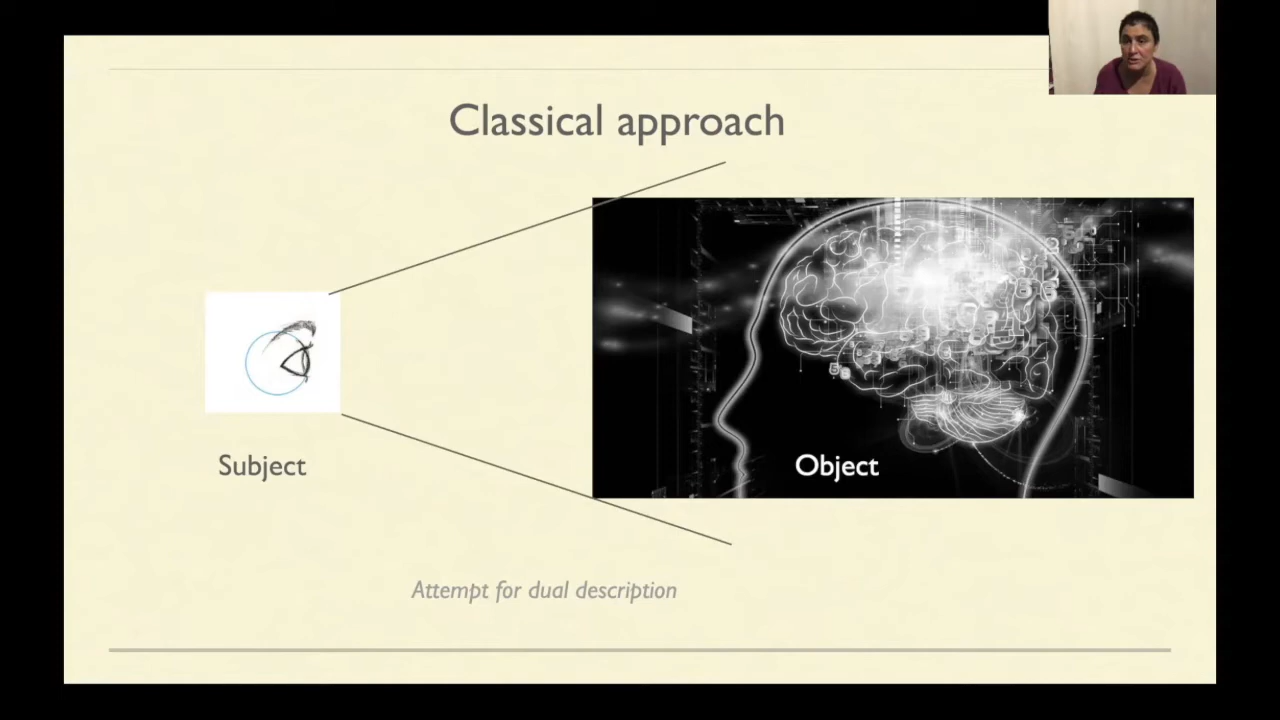 Classical approach
Subject
Object
Attempt for dual description